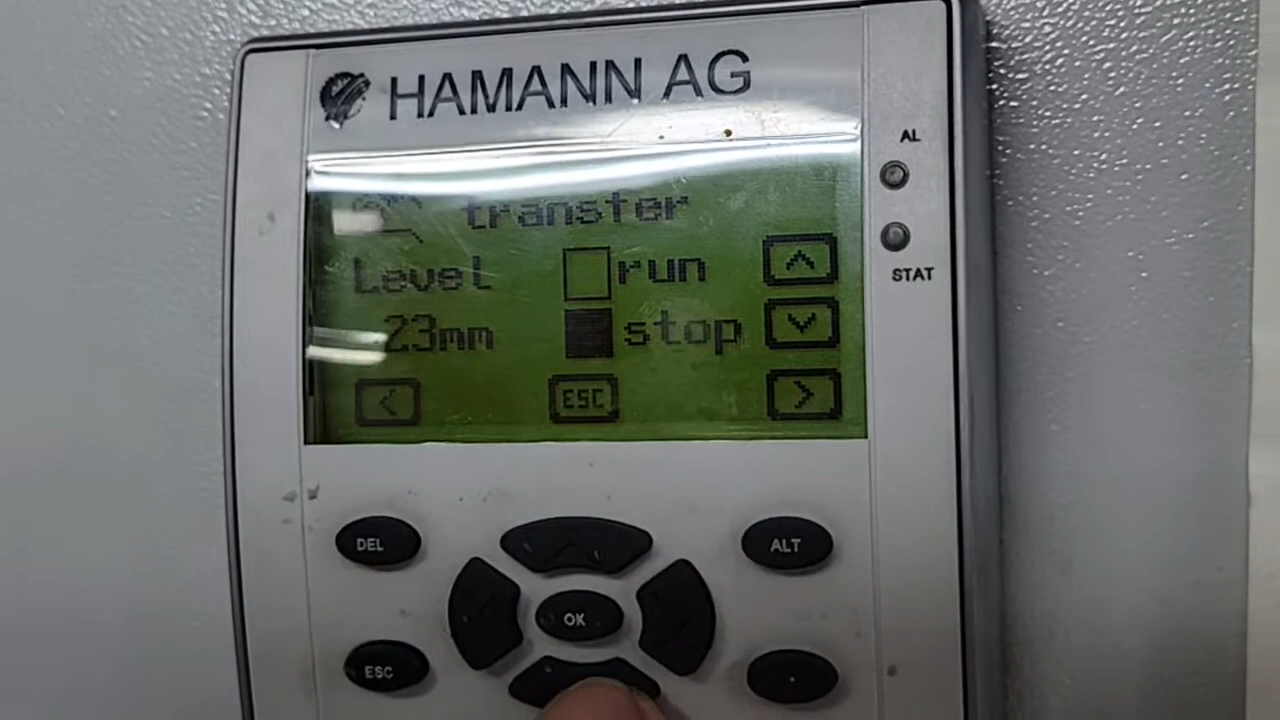 HAMANN AG
AL
transfer
Level run ^
STAT
23mm stop v
< ESC >
DEL ALT
OK
ESC .